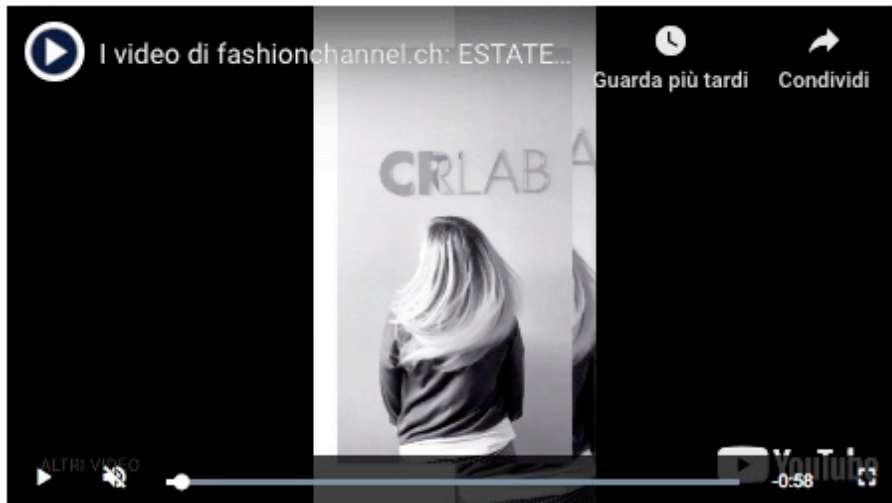 I video di fashionchannel.ch: ESTATE...
Guarda più tardi
Condividi
CRLAB
ALTRI VIDEO
YouTube
-0:58